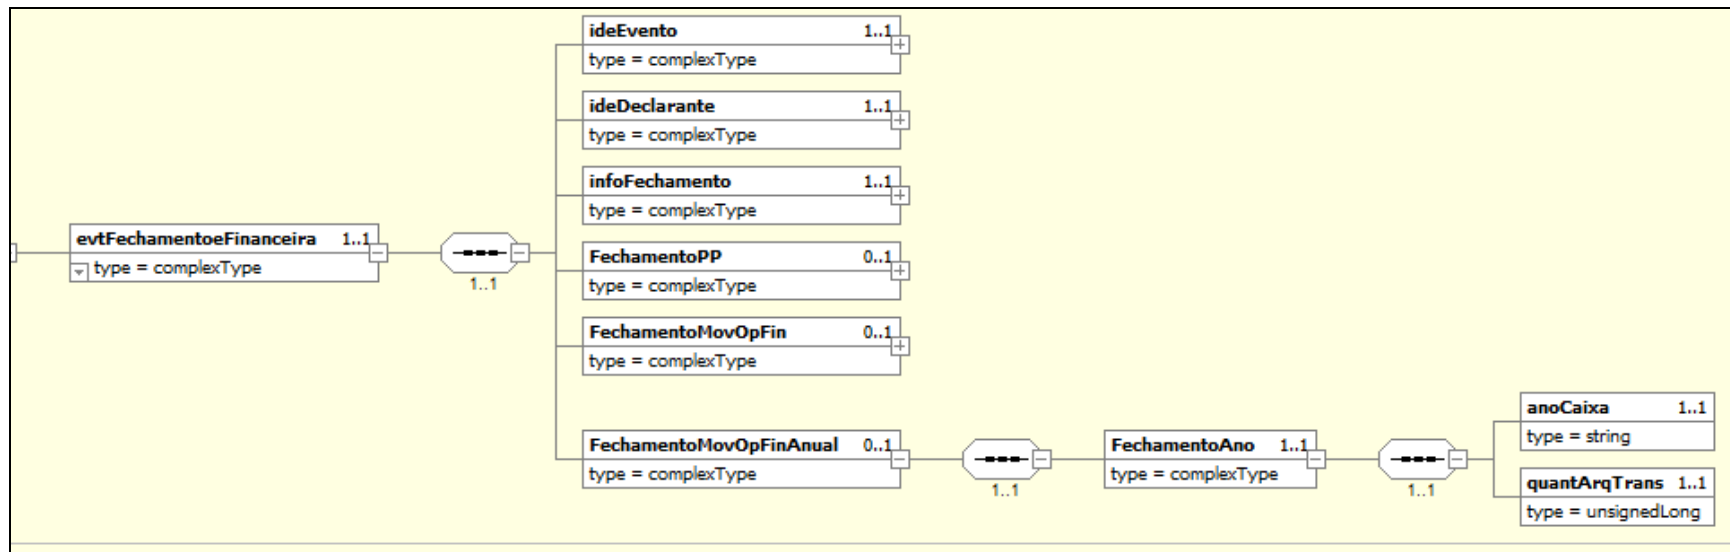 ideEvento 1..1
type = complexType
ideDeclarante 1..1
type = complexType
infoFechamento 1..1
type = complexType
evtFechamentoeFinanceira 1..1
type = complexType
1..1
FechamentoPP 0..1
type = complexType
FechamentoMovOpFin 0..1
type = complexType
FechamentoMovOpFinAnual 0..1
type = complexType
1..1
FechamentoAno 1..1
type = complexType
1..1
anoCaixa 1..1
type = string
quantArqTrans 1..1
type = unsignedLong